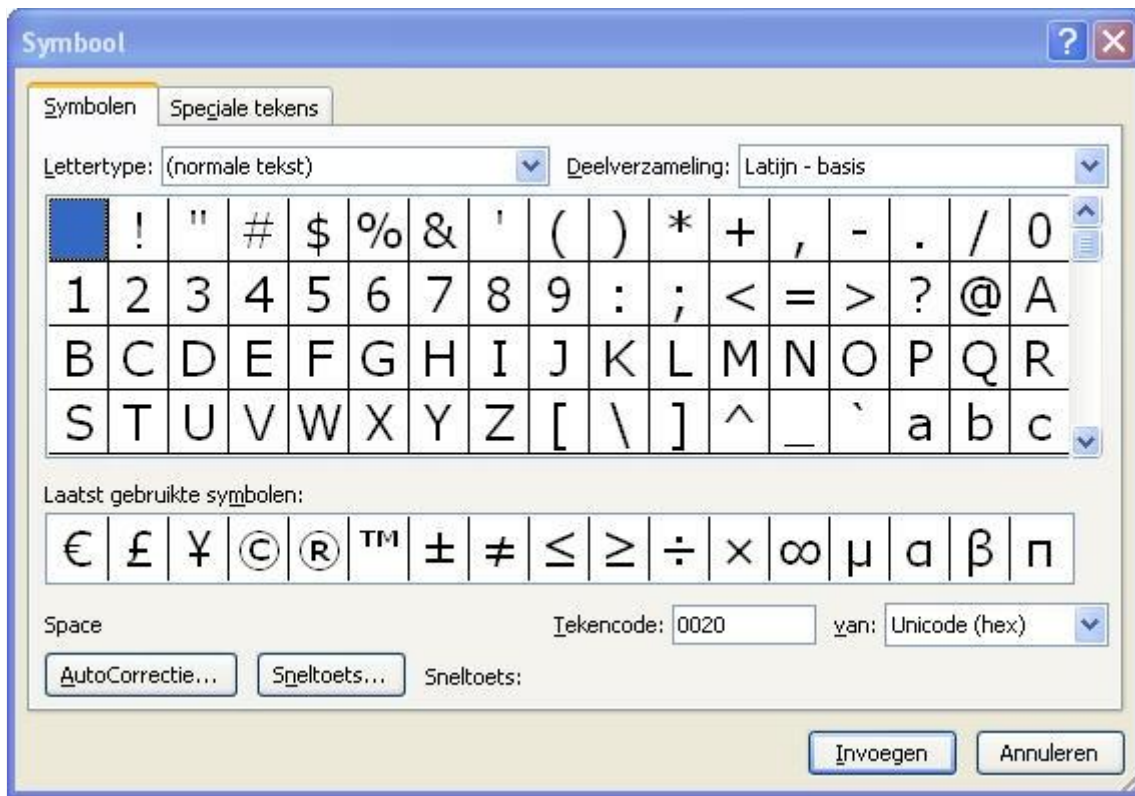 Symbool
Symbolen Speciale tekens
Lettertype: (normale tekst) Deelverzameling: Latijn - basis
! " # $ % & ' ( ) * + , - . / 0
1 2 3 4 5 6 7 8 9 : ; < = > ? @ A
B C D E F G H I J K L M N O P Q R
S T U V W X Y Z [ \ ] ^ _ ` a b c
Laatst gebruikte symbolen:
€ £ ¥ © ® ™ ± ≠ ≤ ≥ ÷ × ∞ µ α β π
Space Tekencode: 0020 van: Unicode (hex)
AutoCorrectie... Sneltoets... Sneltoets:
Invoegen Annuleren